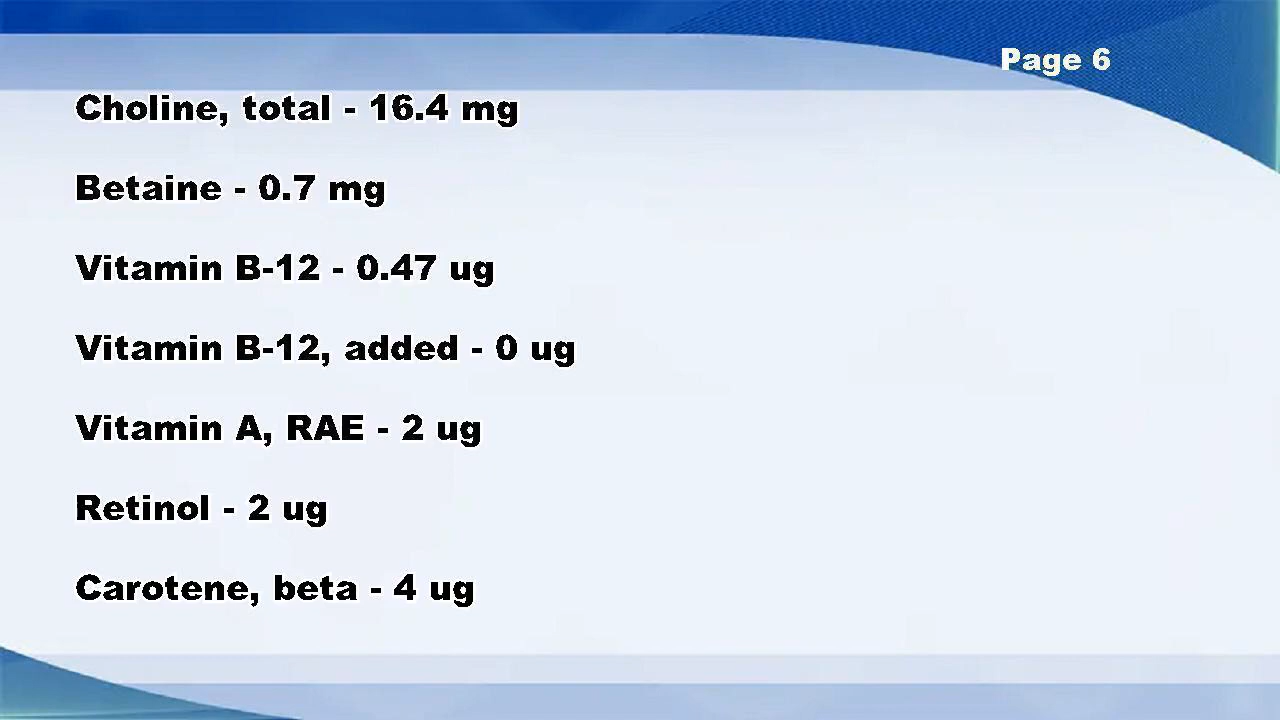 Page 6
Choline, total - 16.4 mg
Betaine - 0.7 mg
Vitamin B-12 - 0.47 ug
Vitamin B-12, added - 0 ug
Vitamin A, RAE - 2 ug
Retinol - 2 ug
Carotene, beta - 4 ug